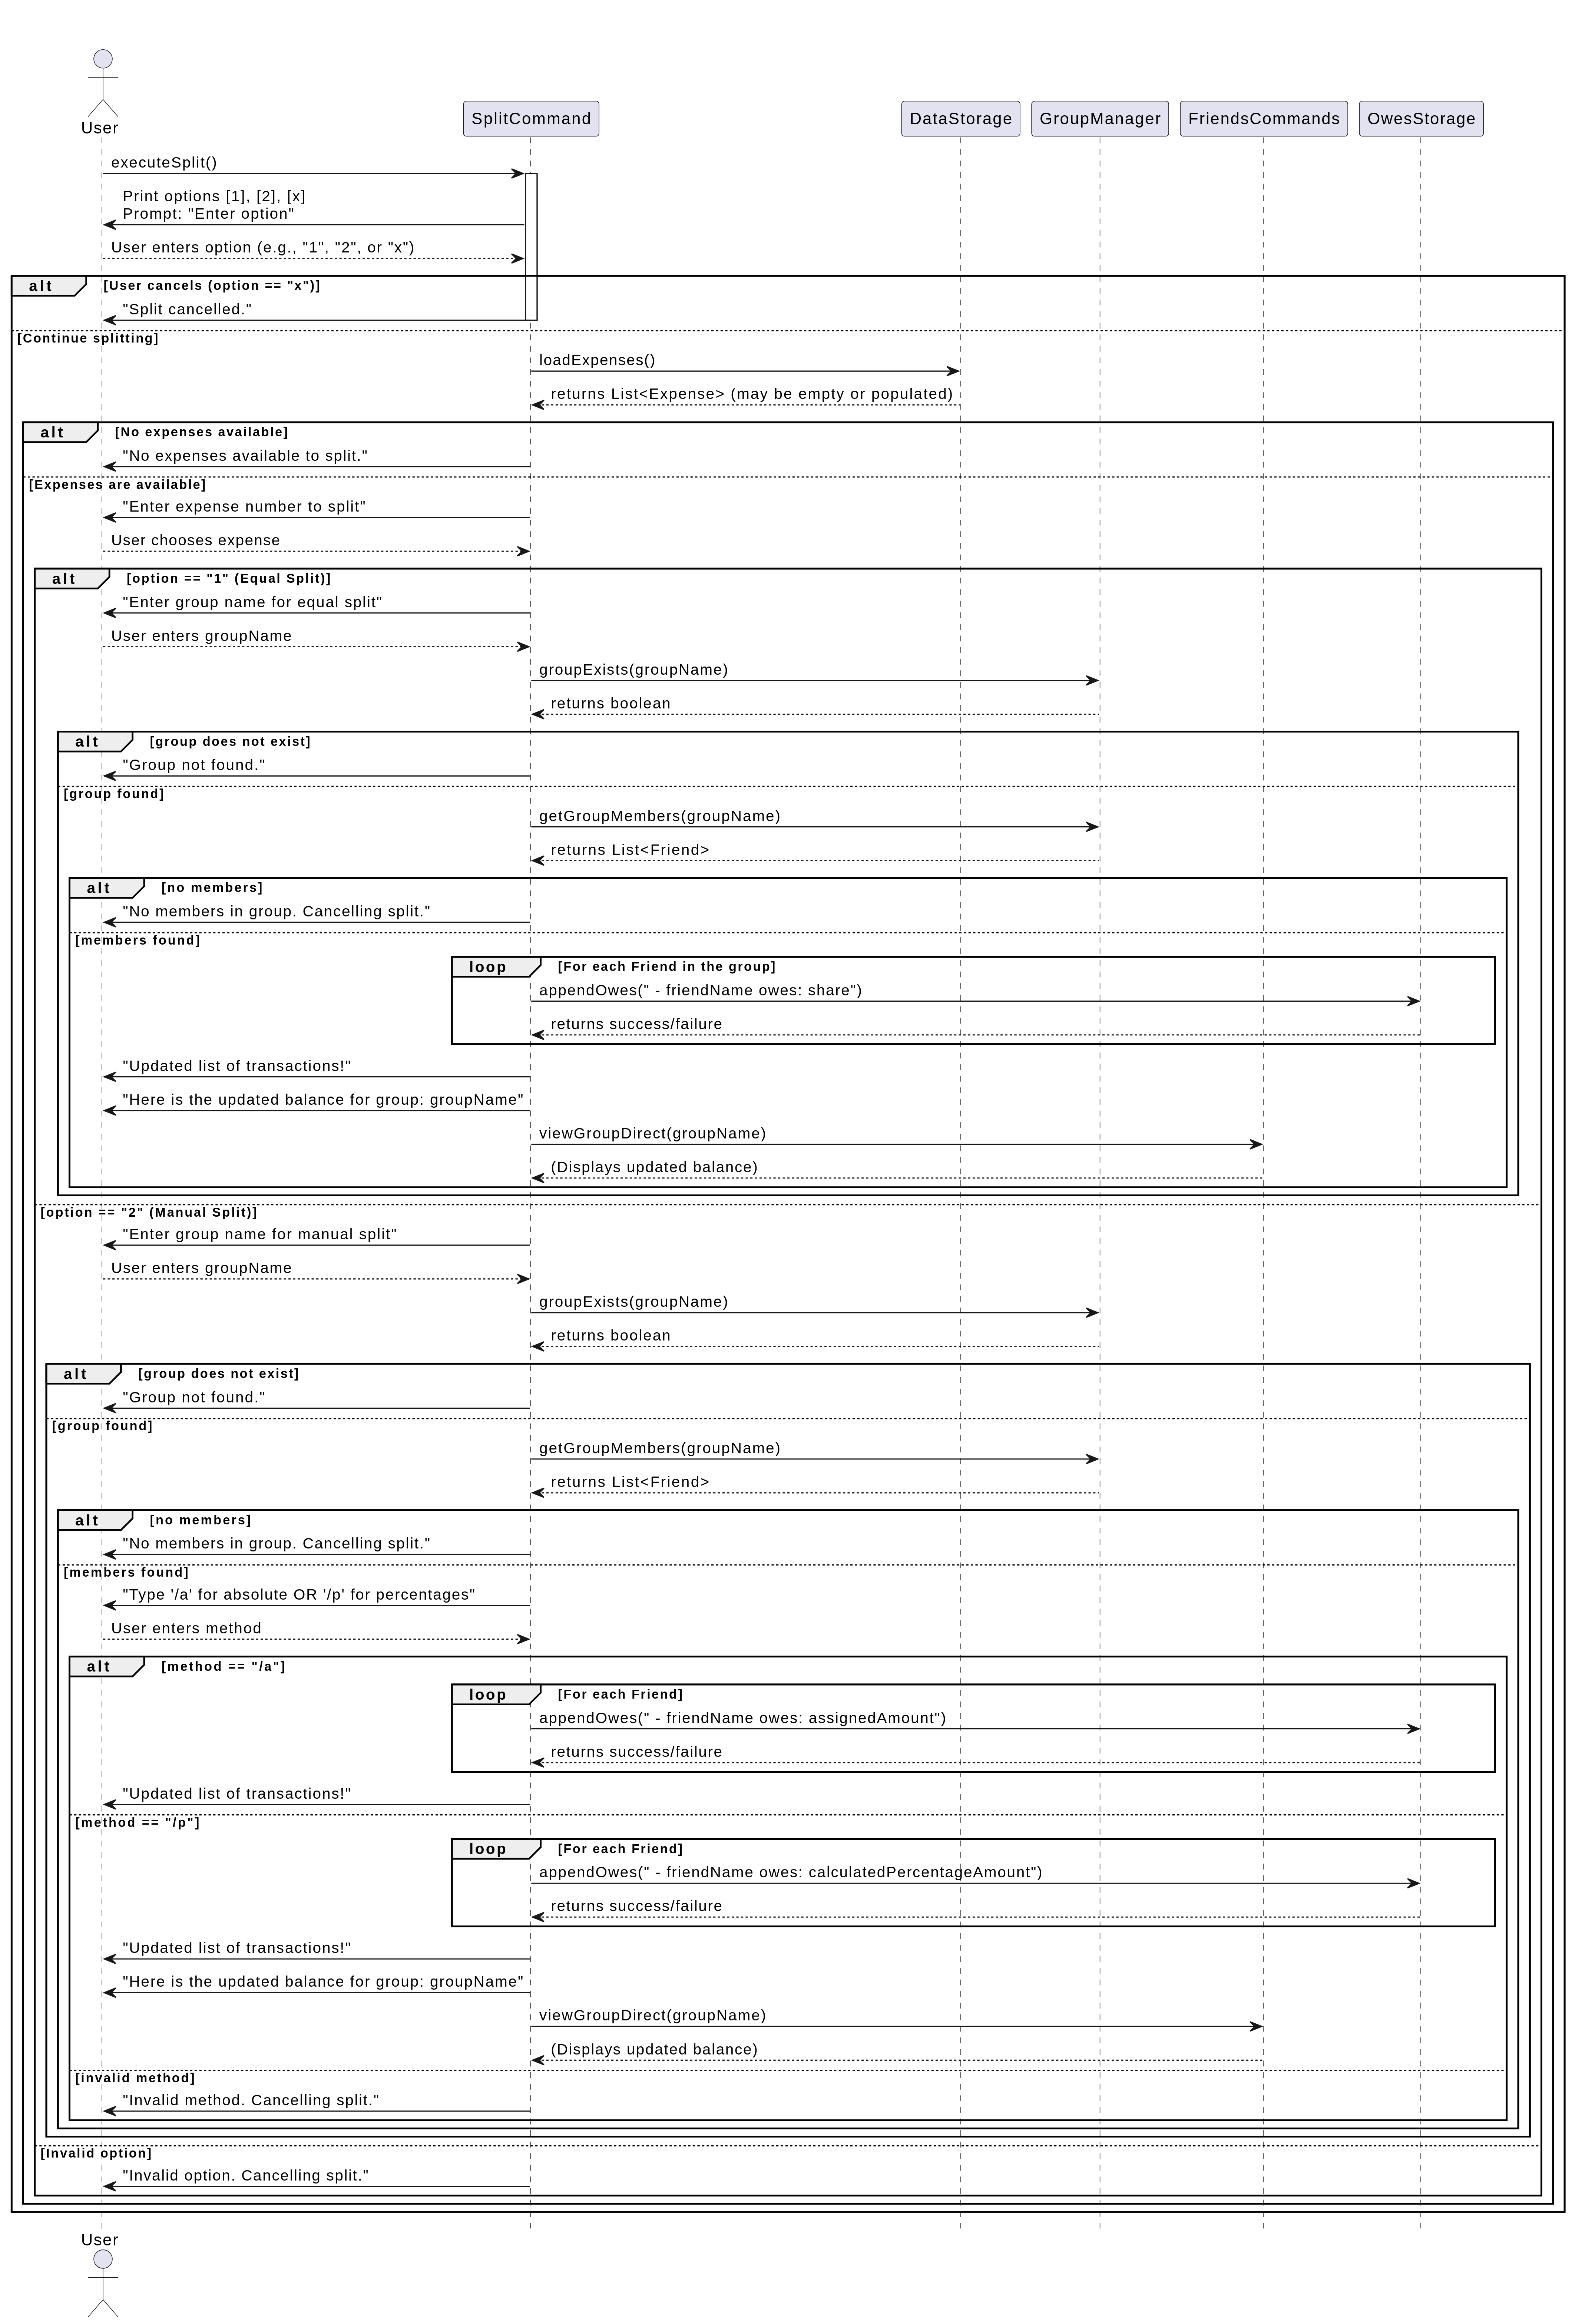 User
SplitCommand
DataStorage
GroupManager
FriendsCommands
OwesStorage
executeSplit()
Print options [1], [2], [x]
Prompt: "Enter option"
User enters option (e.g., "1", "2", or "x")
alt
[User cancels (option == "x")]
"Split cancelled."
[Continue splitting]
loadExpenses()
returns List<Expense> (may be empty or populated)
alt
[No expenses available]
"No expenses available to split."
[Expenses are available]
"Enter expense number to split"
User chooses expense
alt
[option == "1" (Equal Split)]
"Enter group name for equal split"
User enters groupName
groupExists(groupName)
returns boolean
alt
[group does not exist]
"Group not found."
[group found]
getGroupMembers(groupName)
returns List<Friend>
alt
[no members]
"No members in group. Cancelling split."
[members found]
loop
[For each Friend in the group]
appendOwes(" - friendName owes: share")
returns success/failure
"Updated list of transactions!"
"Here is the updated balance for group: groupName"
viewGroupDirect(groupName)
(Displays updated balance)
[option == "2" (Manual Split)]
"Enter group name for manual split"
User enters groupName
groupExists(groupName)
returns boolean
alt
[group does not exist]
"Group not found."
[group found]
getGroupMembers(groupName)
returns List<Friend>
alt
[no members]
"No members in group. Cancelling split."
[members found]
"Type '/a' for absolute OR '/p' for percentages"
User enters method
alt
[method == "/a"]
loop
[For each Friend]
appendOwes(" - friendName owes: assignedAmount")
returns success/failure
"Updated list of transactions!"
[method == "/p"]
loop
[For each Friend]
appendOwes(" - friendName owes: calculatedPercentageAmount")
returns success/failure
"Updated list of transactions!"
"Here is the updated balance for group: groupName"
viewGroupDirect(groupName)
(Displays updated balance)
[invalid method]
"Invalid method. Cancelling split."
[Invalid option]
"Invalid option. Cancelling split."
User